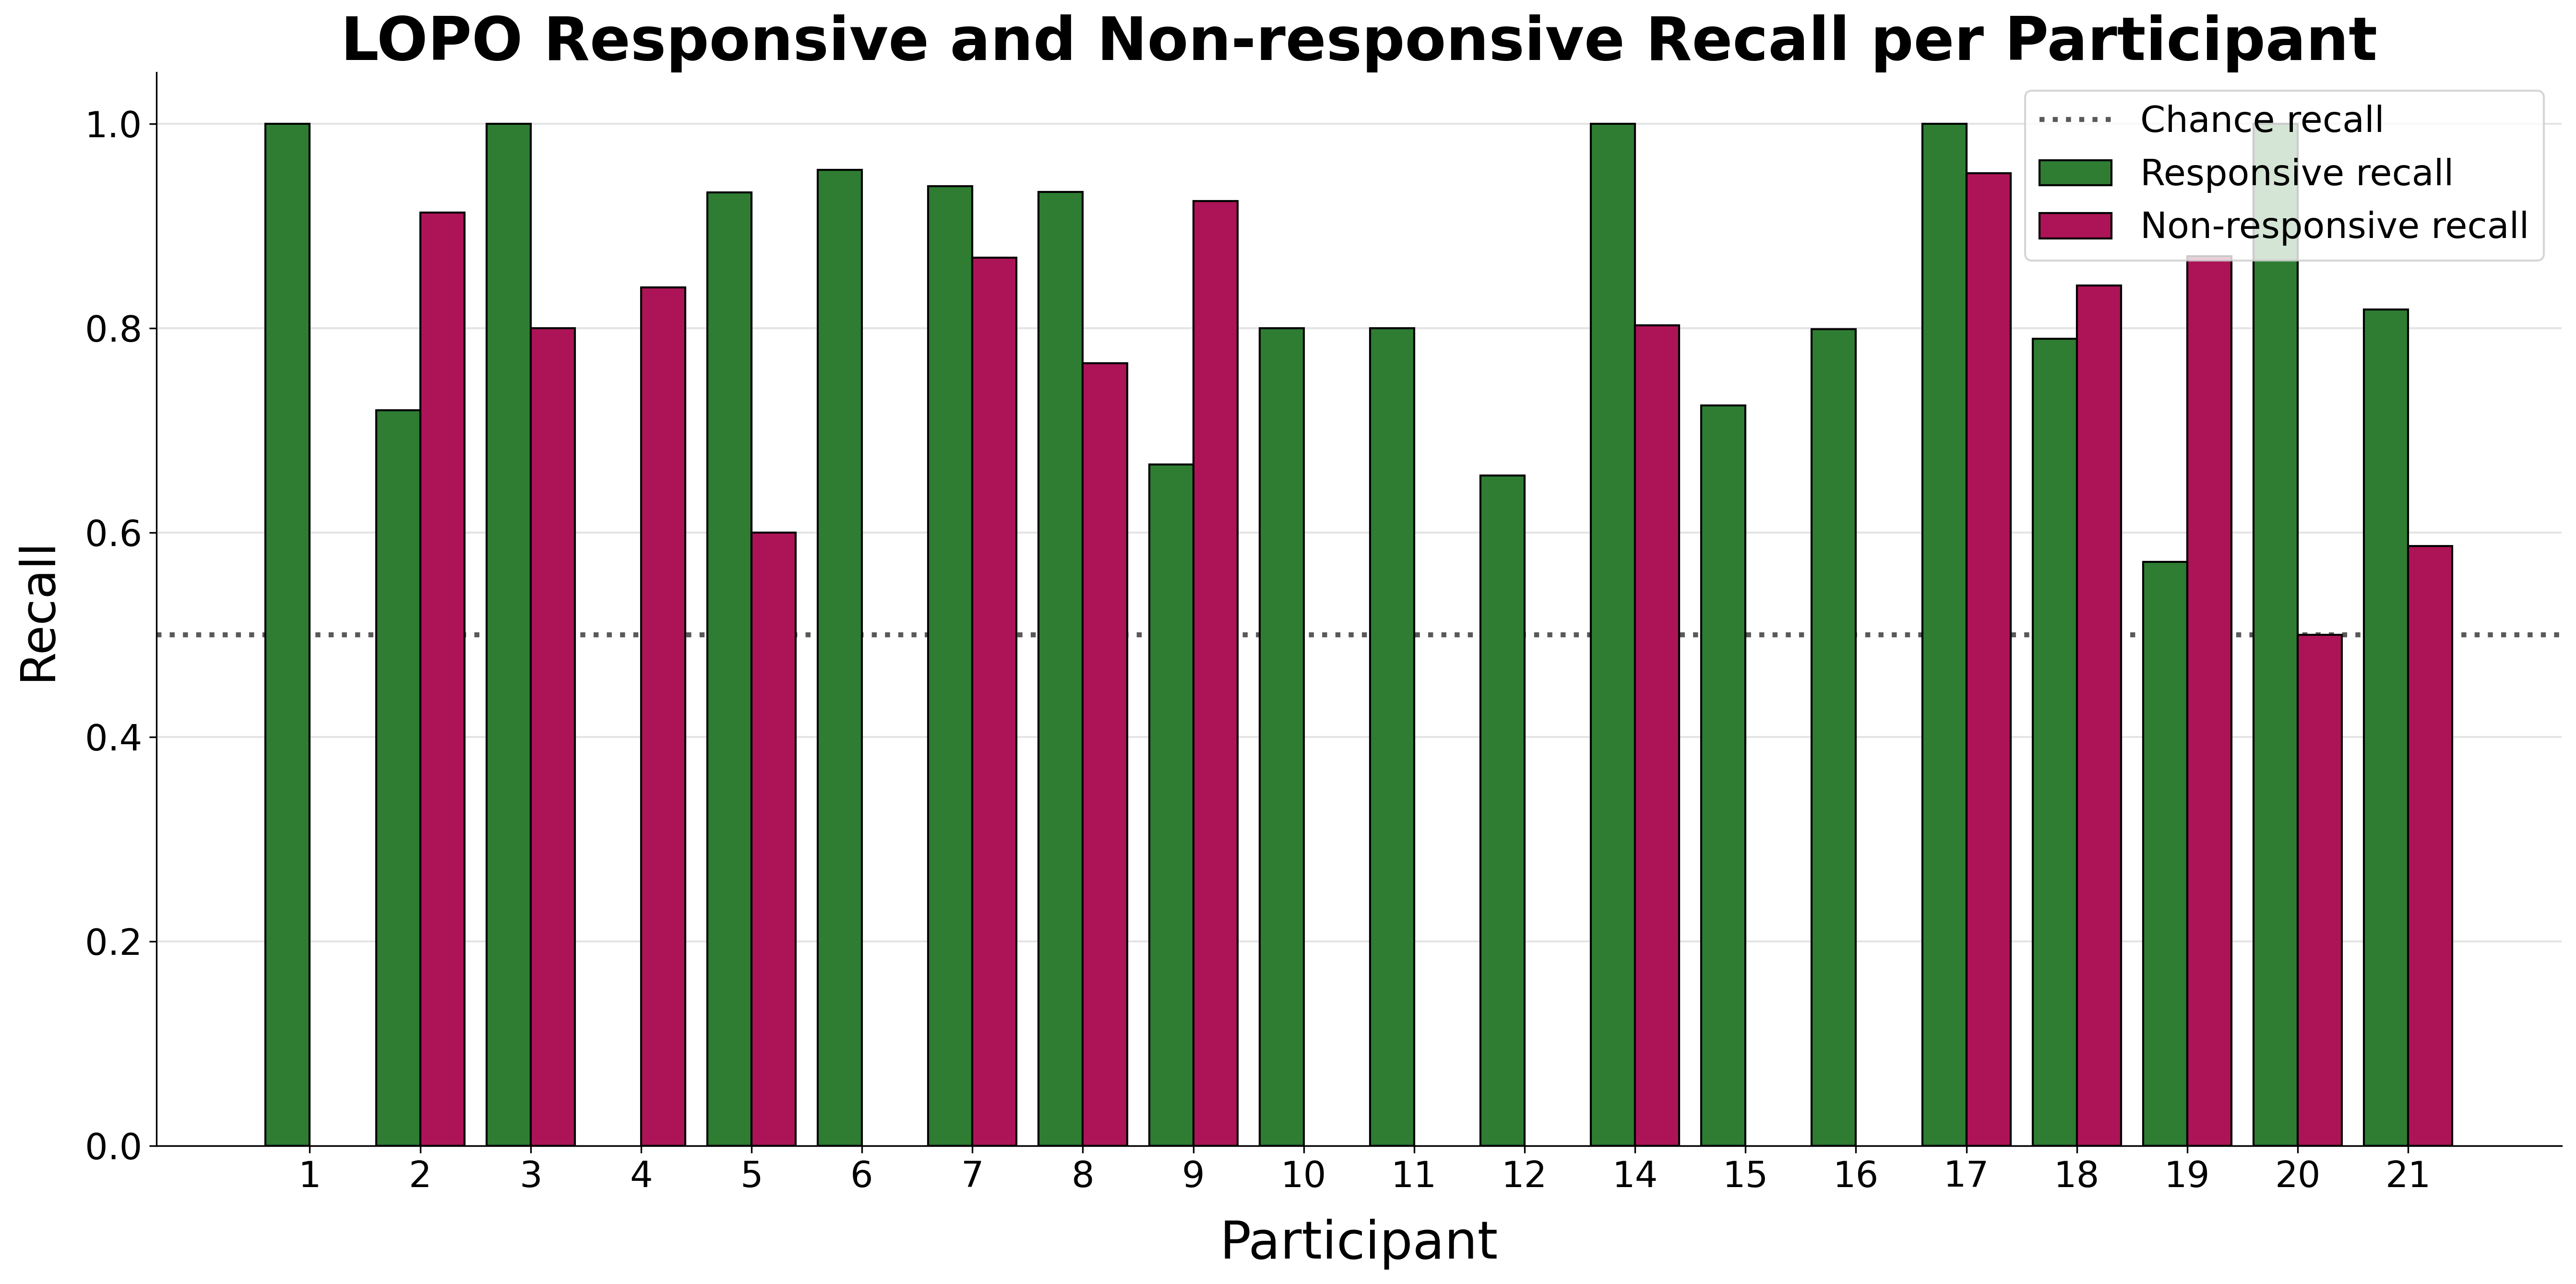 LOPO Responsive and Non-responsive Recall per Participant
Chance recall
Responsive recall
Non-responsive recall
1.0
0.8
0.6
0.4
0.2
0.0
Recall
1 2 3 4 5 6 7 8 9 10 11 12 14 15 16 17 18 19 20 21
Participant